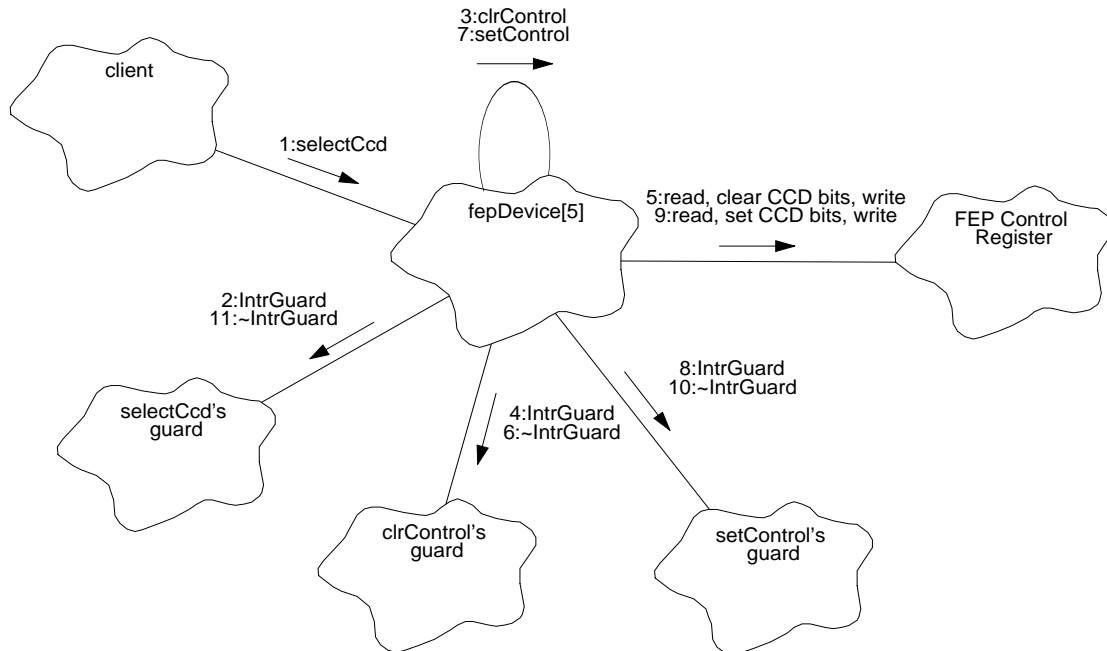 3:clrControl
7:setControl
client
1:selectCcd
fepDevice[5]
5:read, clear CCD bits, write
9:read, set CCD bits, write
FEP Control
Register
2:IntrGuard
11:~IntrGuard
8:IntrGuard
10:~IntrGuard
selectCcd's
guard
4:IntrGuard
6:~IntrGuard
clrControl's
guard
setControl's
guard